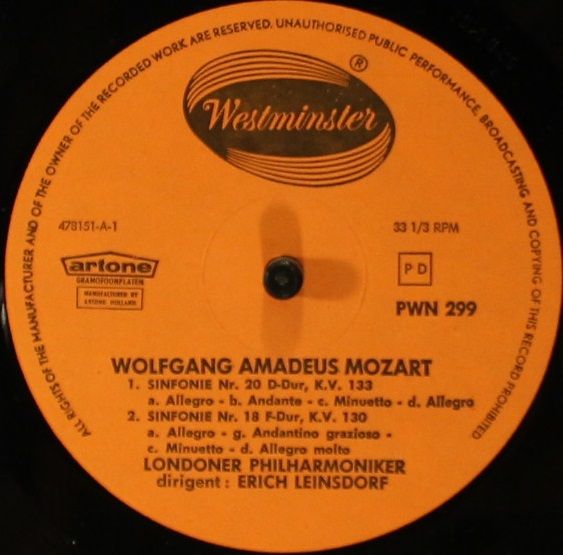 ALL RIGHTS OF THE MANUFACTURER AND OF THE OWNER OF THE RECORDED WORK ARE RESERVED. UNAUTHORISED PUBLIC PERFORMANCE, BROADCASTING AND COPYING OF THIS RECORD PROHIBITED
®
Westminster
478151-A-1
33 1/3 RPM
artone
GRAMOFOONPLATEN
MANUFACTURED BY
ARTONE HOLLAND
P D
PWN 299
WOLFGANG AMADEUS MOZART
1. SINFONIE Nr. 20 D-Dur, K.V. 133
a. Allegro - b. Andante - c. Minuetto - d. Allegro
2. SINFONIE Nr. 18 F-Dur, K.V. 130
a. Allegro - g. Andantino grazioso -
c. Minuetto - d. Allegro molto
LONDONER PHILHARMONIKER
dirigent: ERICH LEINSDORF